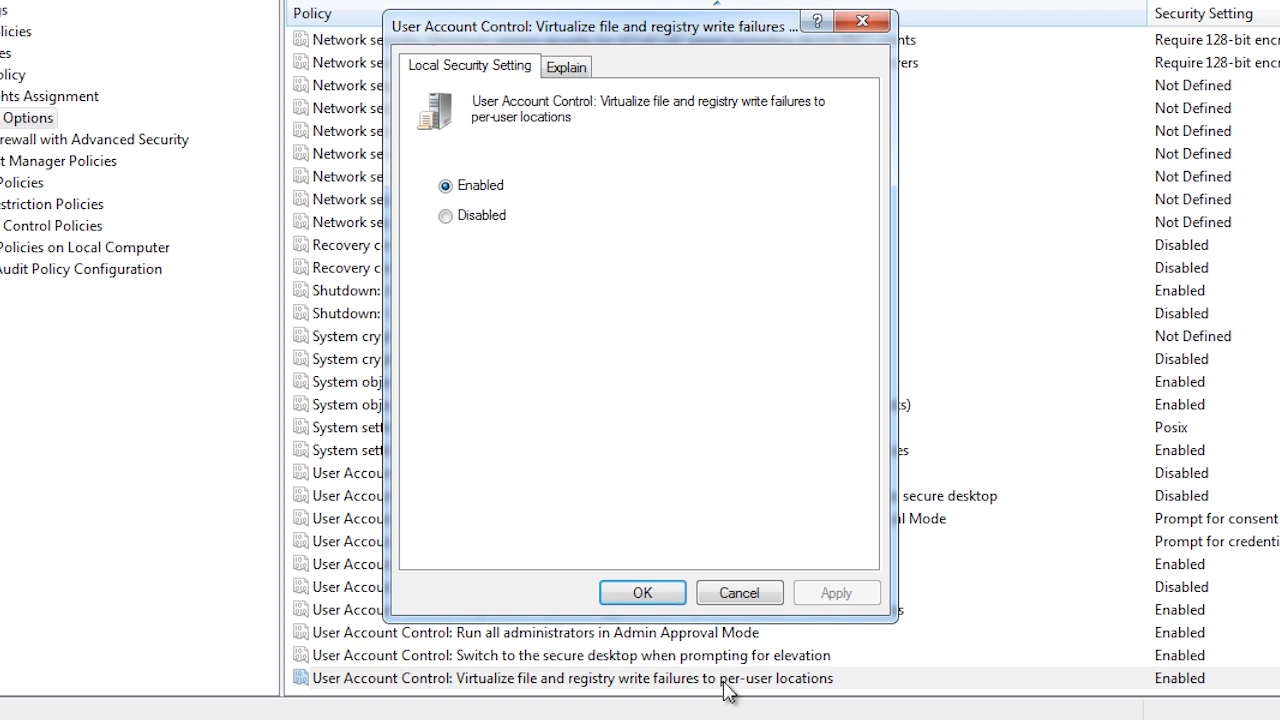 gs
licies
es
olicy
hts Assignment
Options
rewall with Advanced Security
t Manager Policies
Policies
estriction Policies
Control Policies
Policies on Local Computer
Audit Policy Configuration
Policy
Security Setting
Network se
nts
Require 128-bit encr
Network se
vers
Require 128-bit encr
Network se
Not Defined
Network se
Not Defined
Network se
Not Defined
Network se
Not Defined
Network se
Not Defined
Network se
Not Defined
Network se
Not Defined
Recovery c
Disabled
Recovery c
Disabled
Shutdown:
Enabled
Shutdown:
Disabled
System cry
Not Defined
System cry
Disabled
System obj
Enabled
System obj
ts)
Enabled
System sett
Posix
System sett
es
Enabled
User Accou
Disabled
User Accou
secure desktop
Disabled
User Accou
al Mode
Prompt for consent
User Accou
Prompt for credenti
User Accou
Enabled
User Accou
Disabled
User Accou
s
Enabled
User Account Control: Run all administrators in Admin Approval Mode
Enabled
User Account Control: Switch to the secure desktop when prompting for elevation
Enabled
User Account Control: Virtualize file and registry write failures to per-user locations
Enabled
User Account Control: Virtualize file and registry write failures ...
?
Local Security Setting
Explain
User Account Control: Virtualize file and registry write failures to
per-user locations
Enabled
Disabled
OK
Cancel
Apply